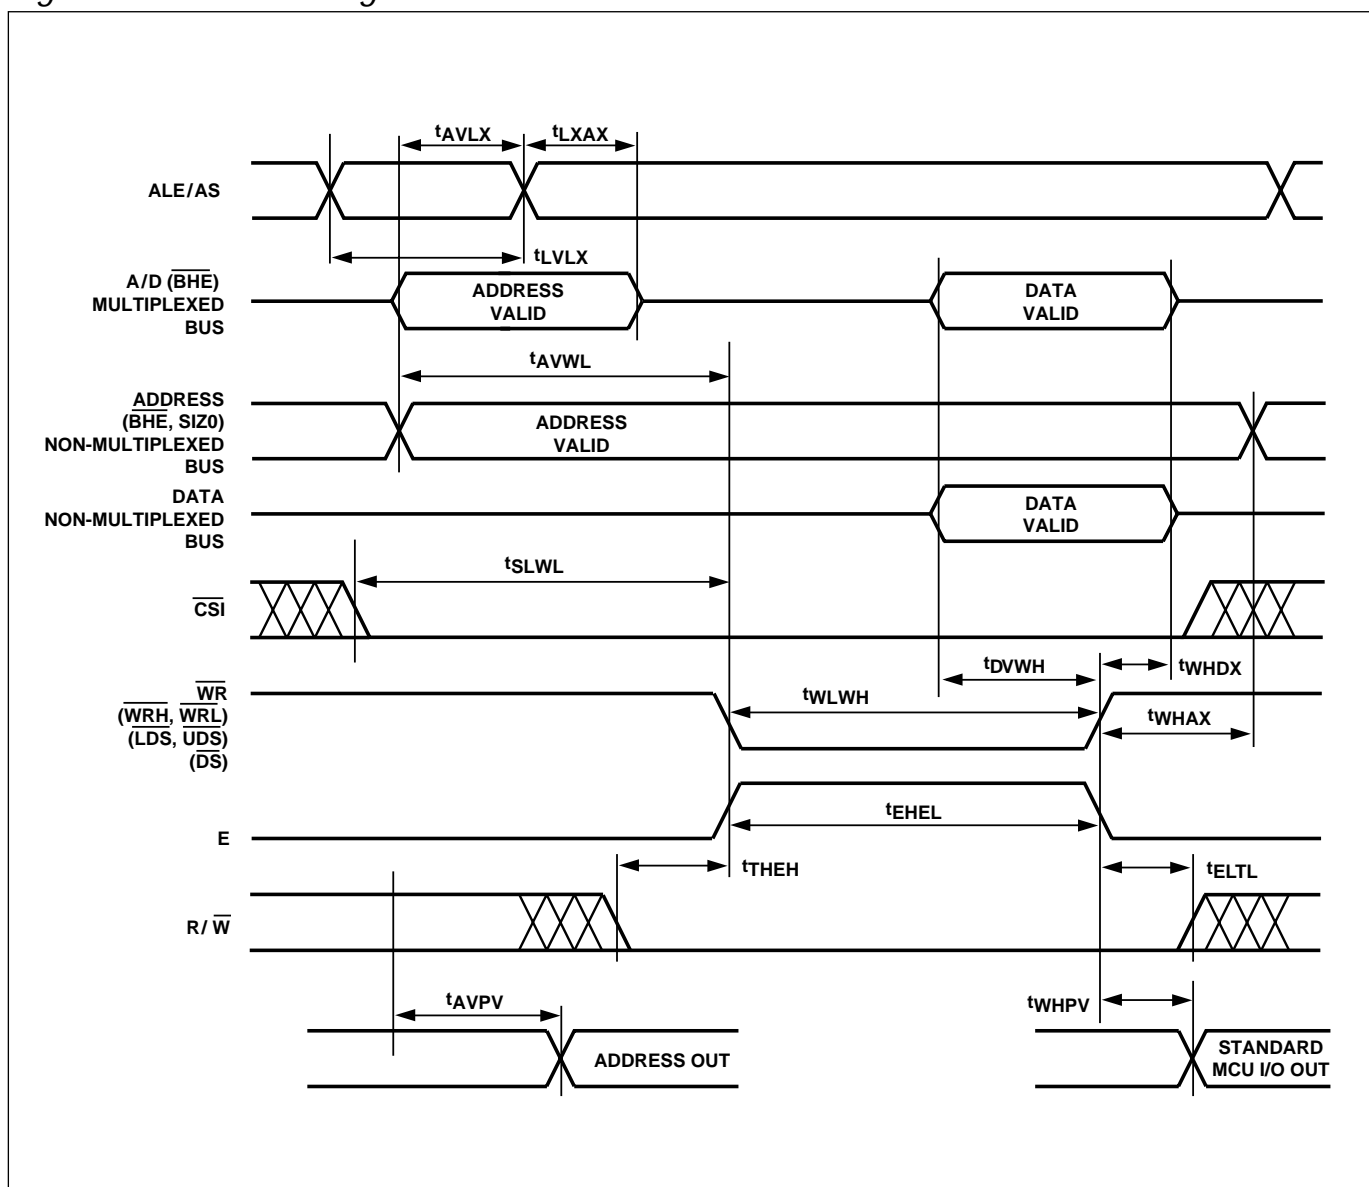 tAVLX tLXAX
ALE/AS
tLVLX
A/D (BHE)
MULTIPLEXED
BUS
ADDRESS
VALID
DATA
VALID
tAVWL
ADDRESS
(BHE, SIZ0)
NON-MULTIPLEXED
BUS
ADDRESS
VALID
DATA
NON-MULTIPLEXED
BUS
DATA
VALID
tSLWL
CSI
tDVWH tWHDX
WR
(WRH, WRL)
(LDS, UDS)
(DS)
tWLWH
tWHAX
tEHEL
E
tTHEH
tELTL
R/W
tAVPV
tWHPV
ADDRESS OUT
STANDARD
MCU I/O OUT